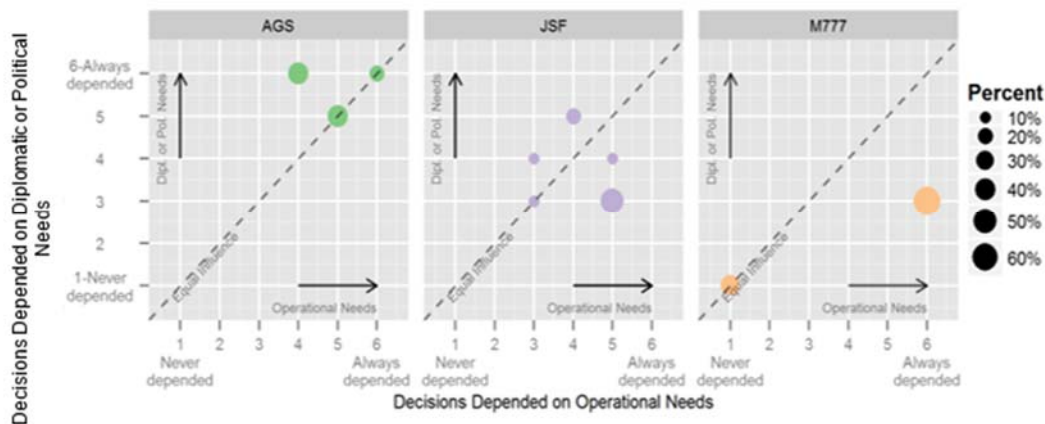 AGS
JSF
M777
Decisions Depended on Diplomatic or Political
Needs
6-Always
depended
5
4
3
2
1-Never
depended
Dipl. or Pol. Needs
Equal Influence
Operational Needs
Dipl. or Pol. Needs
Equal Influence
Operational Needs
Dipl. or Pol. Needs
Equal Influence
Operational Needs
1 2 3 4 5 6
Never
depended
Always
depended
1 2 3 4 5 6
Never
depended
Always
depended
1 2 3 4 5 6
Never
depended
Always
depended
Decisions Depended on Operational Needs
Percent
10%
20%
30%
40%
50%
60%